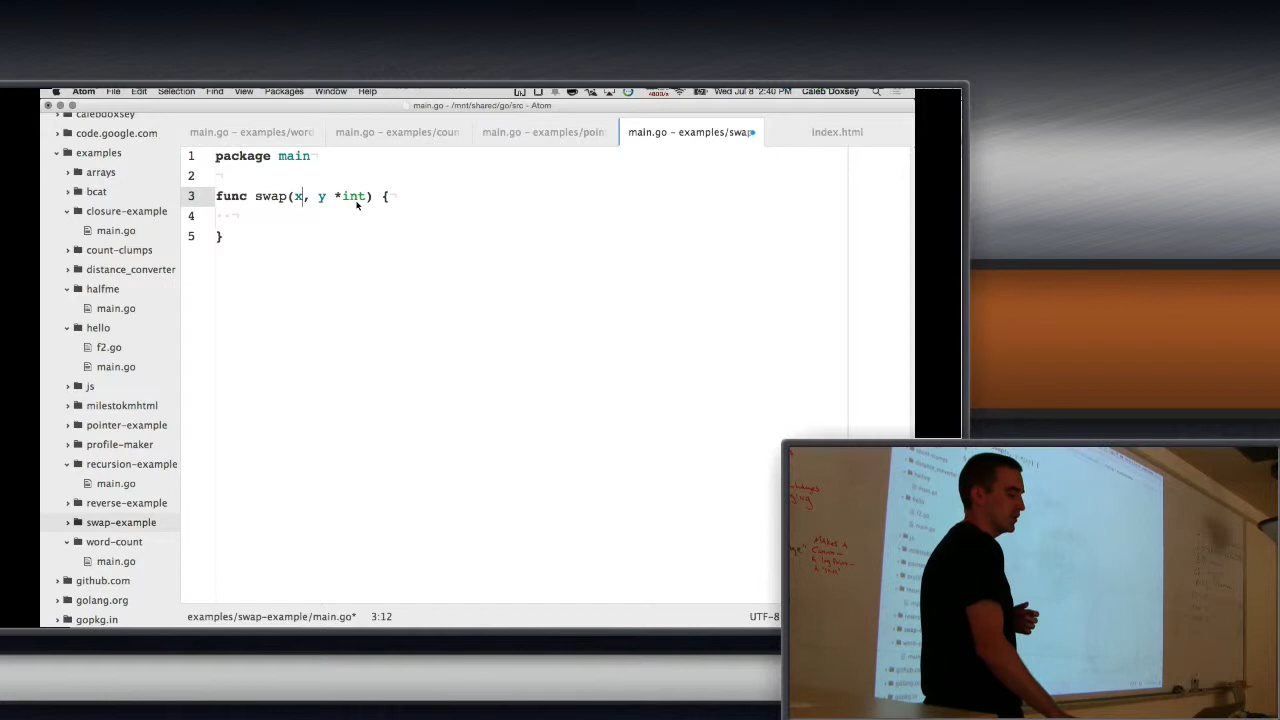 Atom File Edit Selection Find View Packages Window Help Wed Jul 8 2:40 PM Caleb Doxsey
main.go - /mnt/shared/go/src - Atom
calebdoxsey
code.google.com
examples
arrays
bcat
closure-example
main.go
count-clumps
distance_converter
halfme
main.go
hello
f2.go
main.go
js
milestokmhtml
pointer-example
profile-maker
recursion-example
main.go
reverse-example
swap-example
word-count
main.go
github.com
golang.org
gopkg.in
main.go - examples/word main.go - examples/coun main.go - examples/poin main.go - examples/swap index.html
1 package main
2
3 func swap(x, y *int) {
4
5 }
examples/swap-example/main.go* 3:12 UTF-8